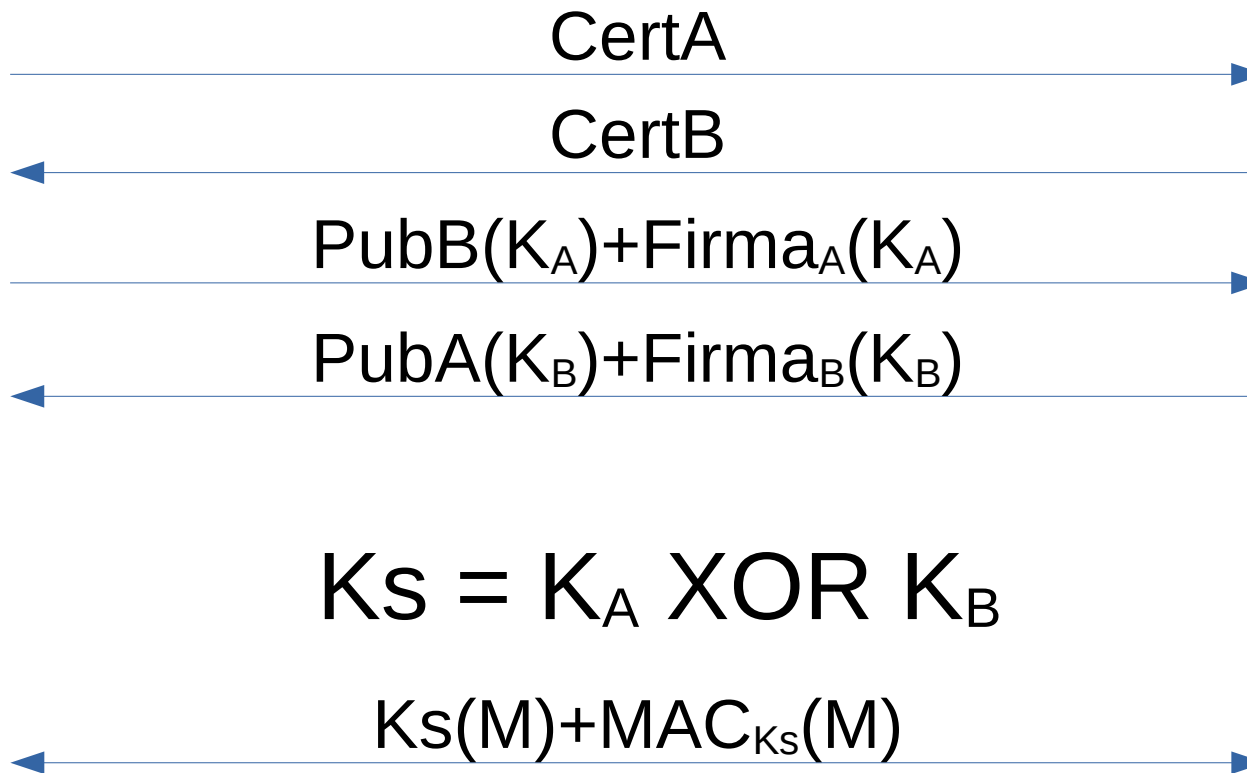 CertA
CertB
PubB(KA)+FirmaA(KA)
PubA(KB)+FirmaB(KB)
Ks = KA XOR KB
Ks(M)+MACKs(M)